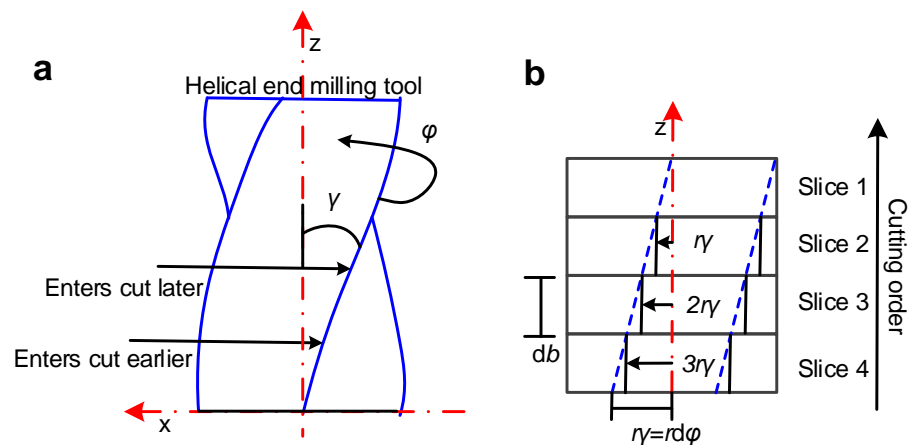 a
z
Helical end milling tool
φ
γ
Enters cut later
Enters cut earlier
x
b
z
Slice 1
Slice 2
Slice 3
Slice 4
rγ
2rγ
3rγ
db
rγ=rdφ
Cutting order